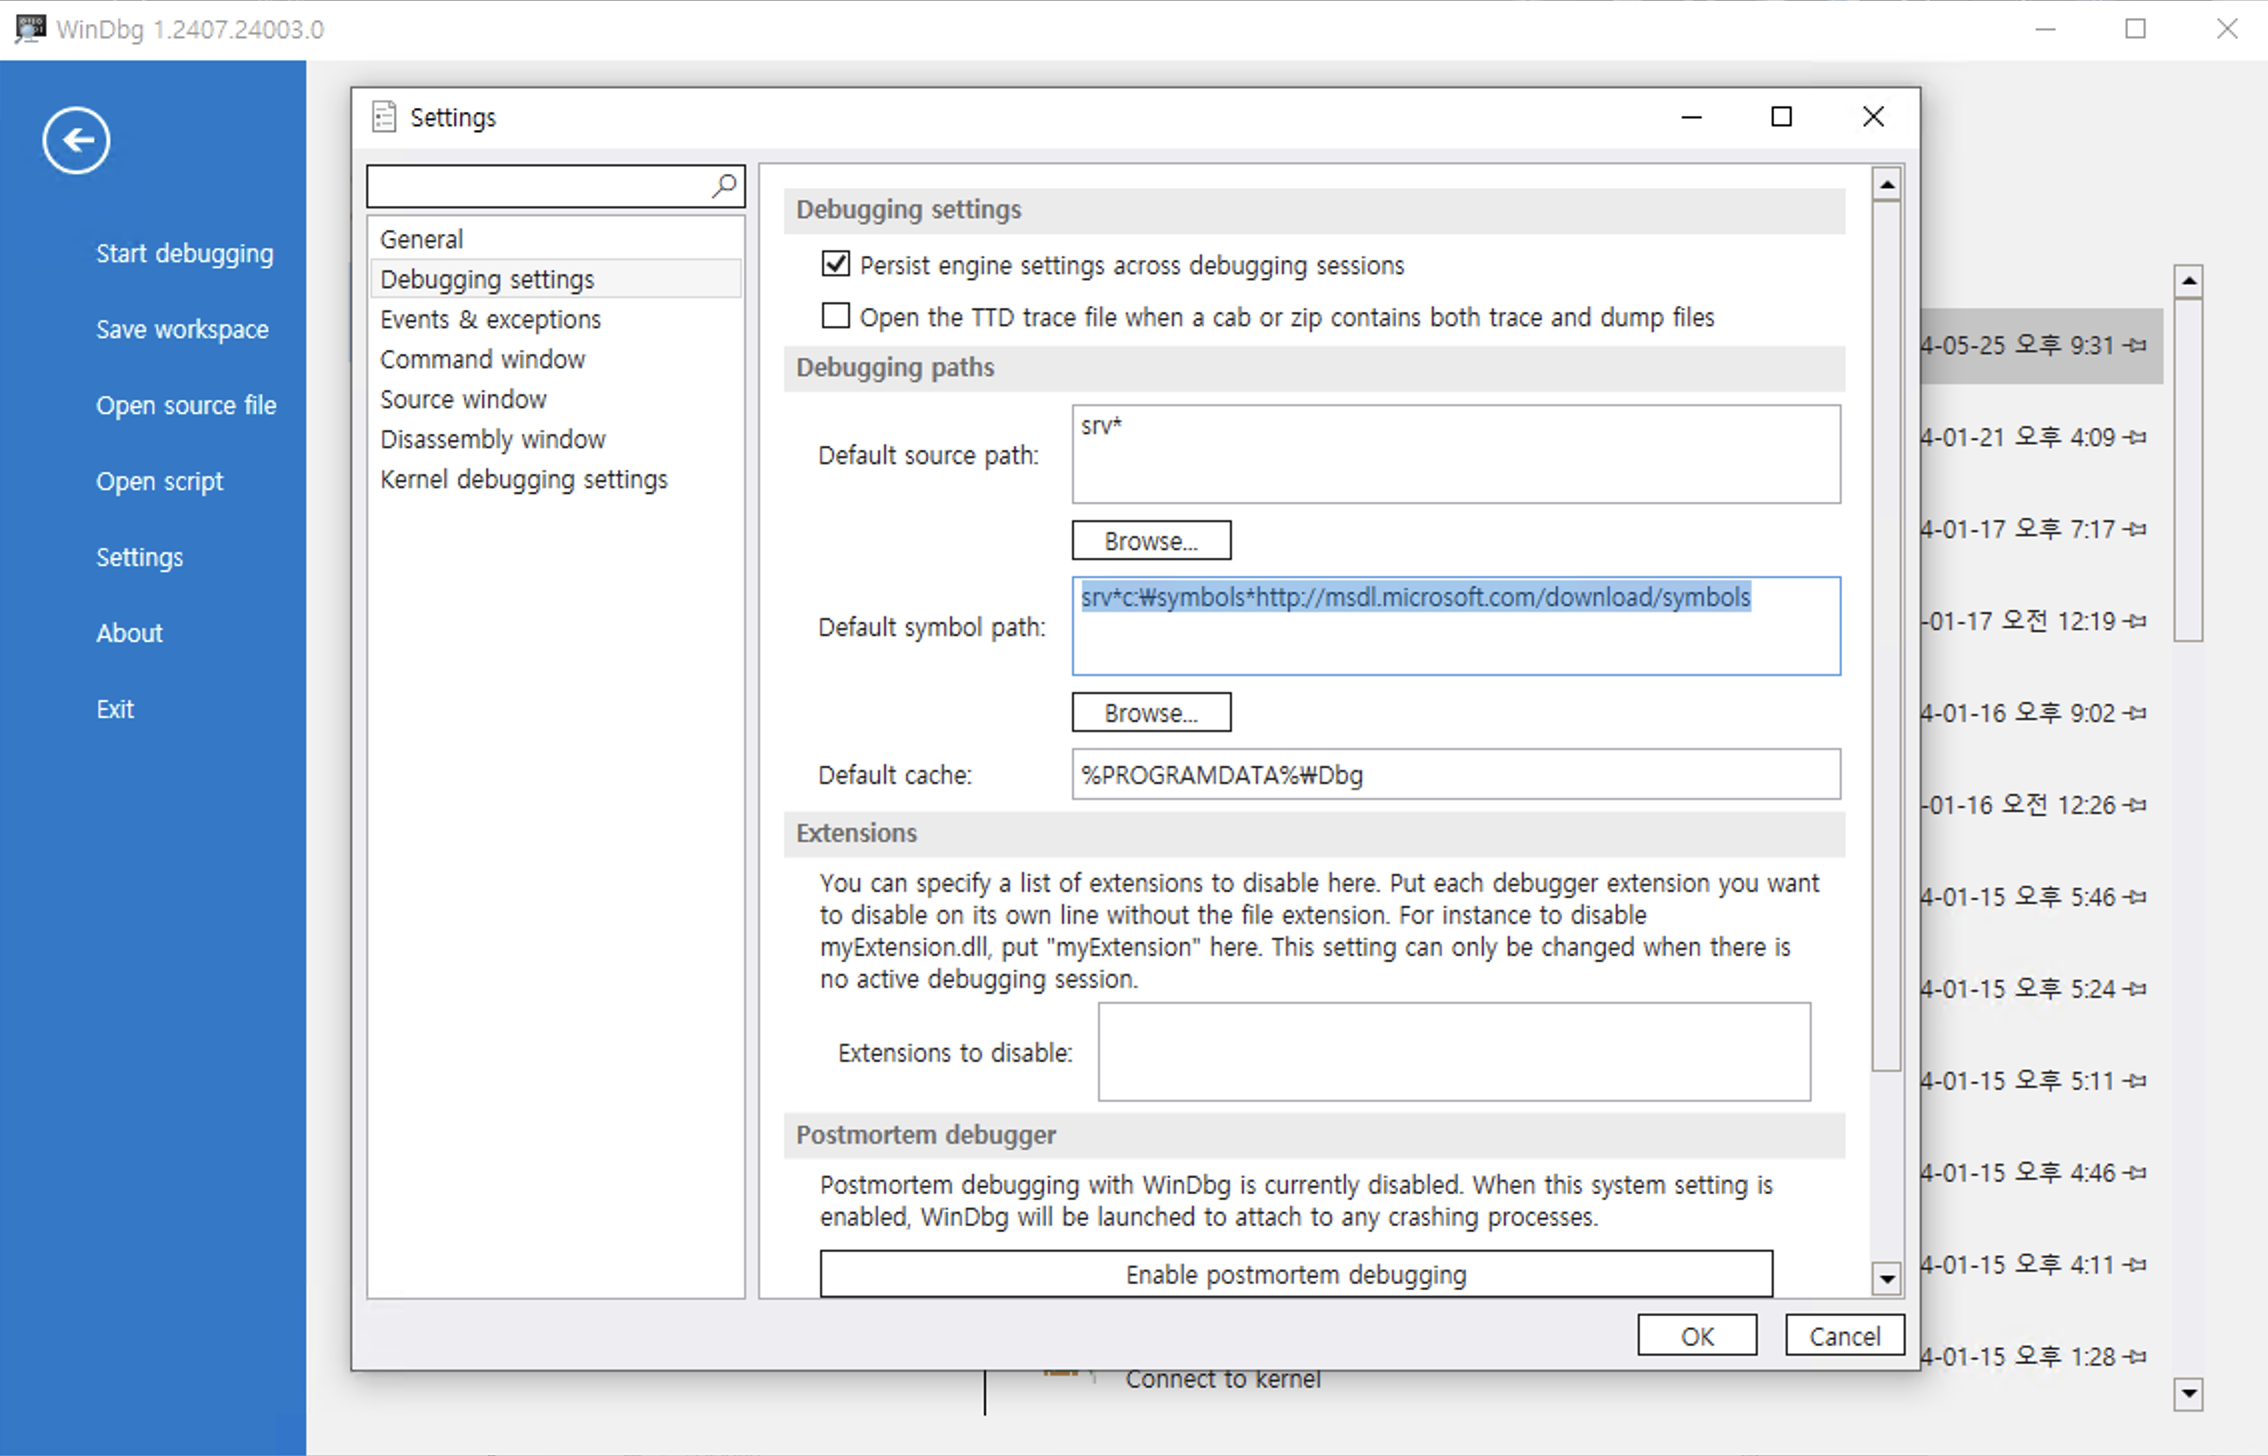 WinDbg 1.2407.24003.0
Start debugging
Save workspace
Open source file
Open script
Settings
About
Exit
Settings
General
Debugging settings
Events & exceptions
Command window
Source window
Disassembly window
Kernel debugging settings
Debugging settings
Persist engine settings across debugging sessions
Open the TTD trace file when a cab or zip contains both trace and dump files
Debugging paths
Default source path:
srv*
Browse...
Default symbol path:
srv*c:₩symbols*http://msdl.microsoft.com/download/symbols
Browse...
Default cache:
%PROGRAMDATA%₩Dbg
Extensions
You can specify a list of extensions to disable here. Put each debugger extension you want
to disable on its own line without the file extension. For instance to disable
myExtension.dll, put "myExtension" here. This setting can only be changed when there is
no active debugging session.
Extensions to disable:
Postmortem debugger
Postmortem debugging with WinDbg is currently disabled. When this system setting is
enabled, WinDbg will be launched to attach to any crashing processes.
Enable postmortem debugging
OK
Cancel
4-05-25 오후 9:31
4-01-21 오후 4:09
4-01-17 오후 7:17
-01-17 오전 12:19
4-01-16 오후 9:02
-01-16 오전 12:26
4-01-15 오후 5:46
4-01-15 오후 5:24
4-01-15 오후 5:11
4-01-15 오후 4:46
4-01-15 오후 4:11
4-01-15 오후 1:28
Connect to kernel